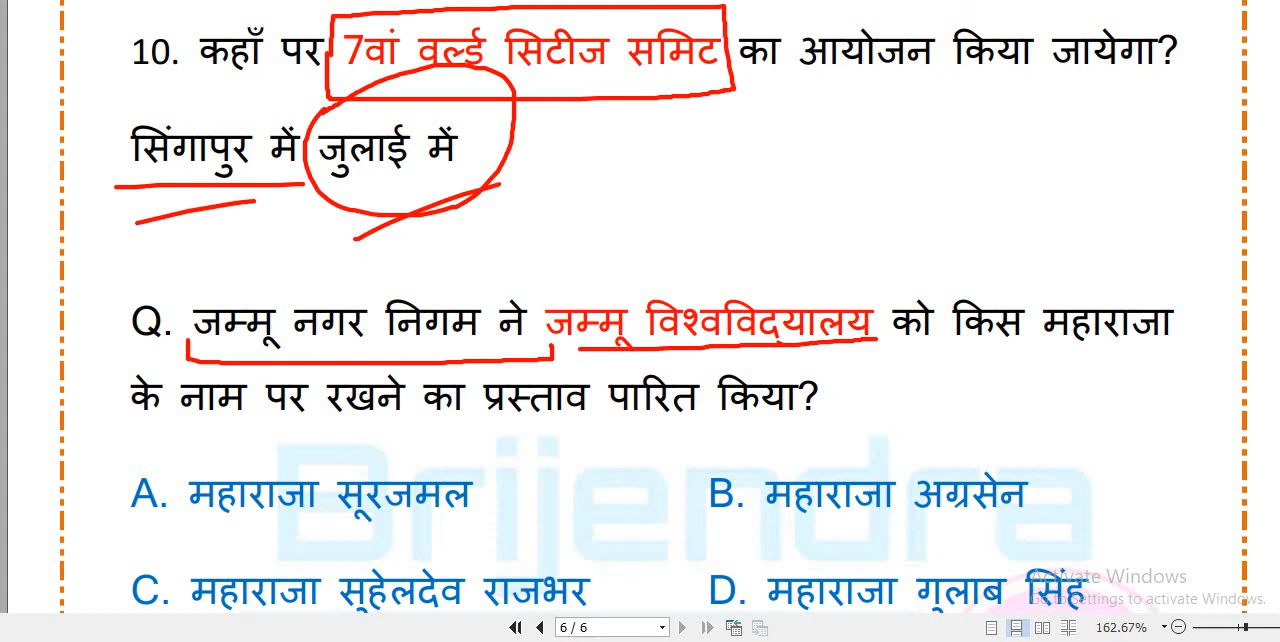 10. कहाँ पर 7वां वर्ल्ड सिटीज समिट का आयोजन किया जायेगा?
सिंगापुर में जुलाई में
Q. जम्मू नगर निगम ने जम्मू विश्वविद्यालय को किस महाराजा
के नाम पर रखने का प्रस्ताव पारित किया?
Brijendra
A. महाराजा सूरजमल B. महाराजा अग्रसेन
C. महाराजा सुहेलदेव राजभर D. महाराजा गुलाब सिंह
Activate Windows
Go to Settings to activate Windows.
6 / 6 162.67%